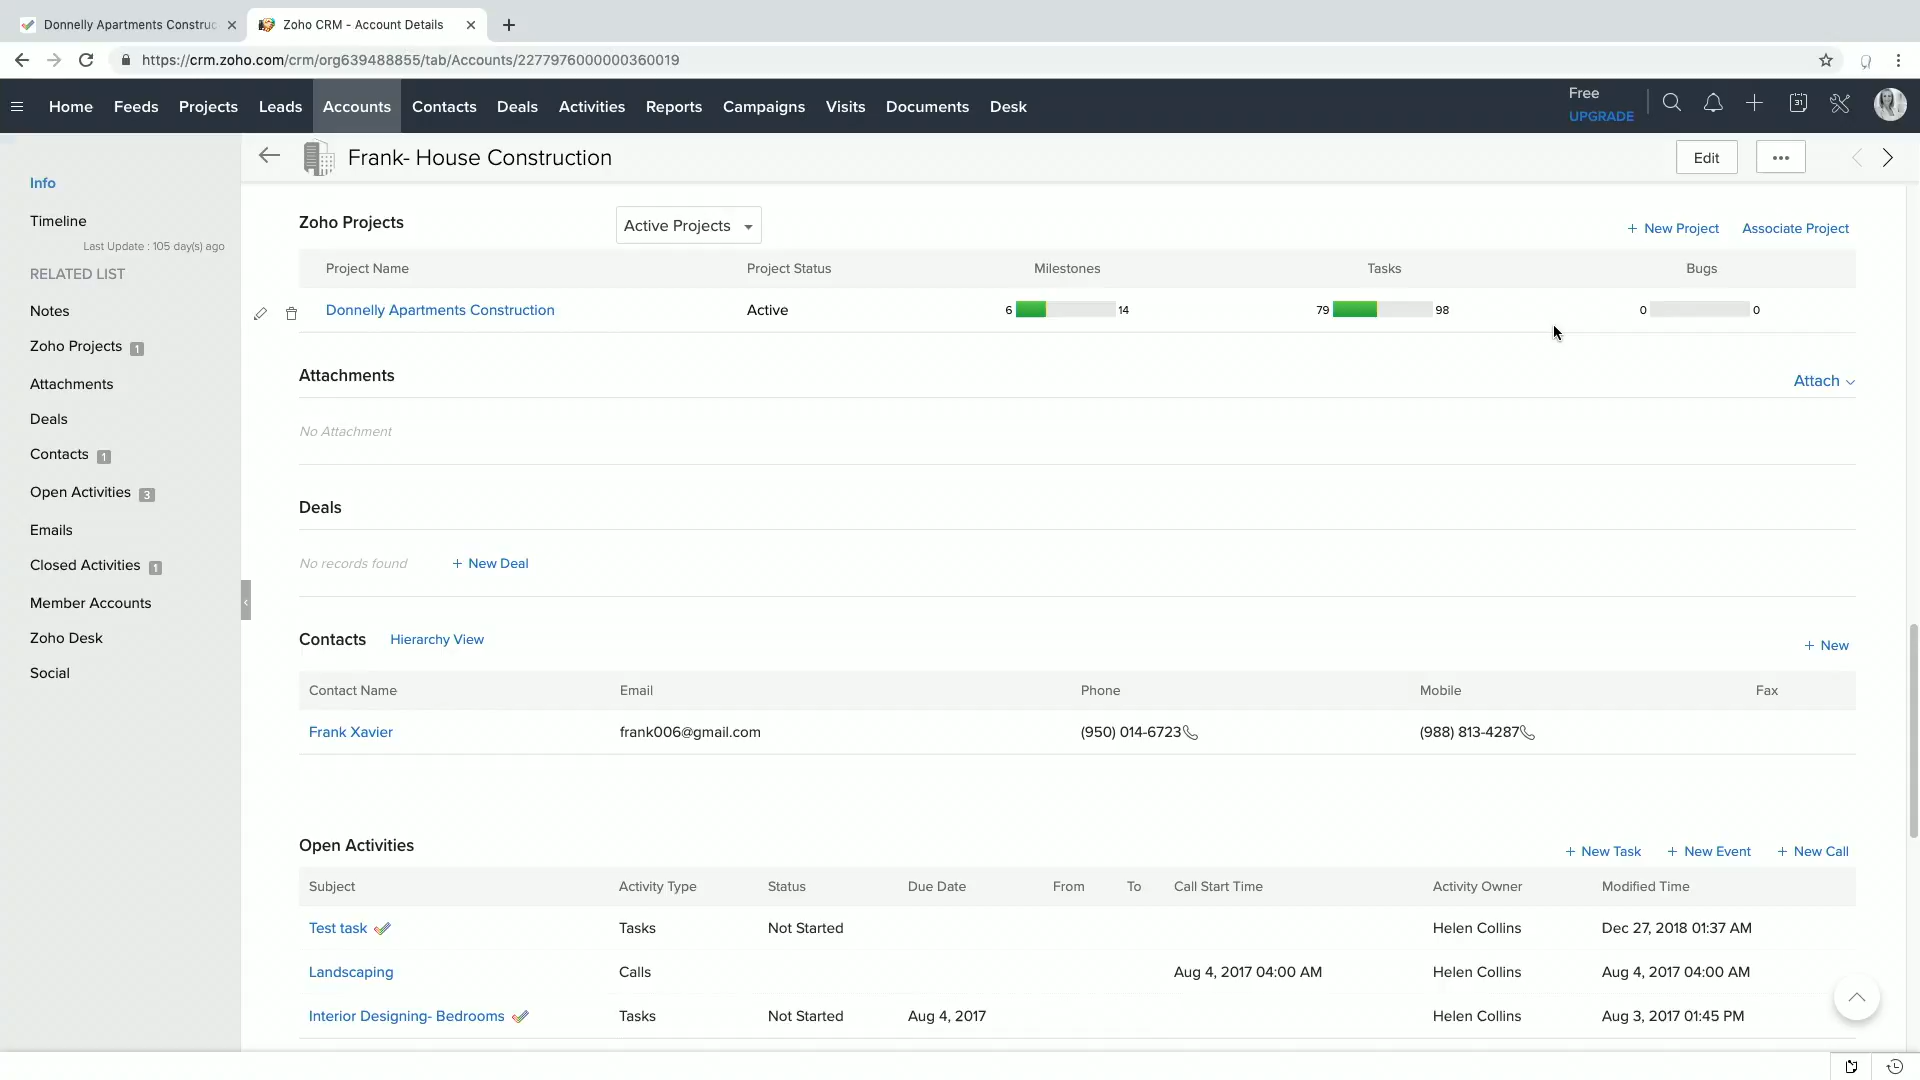 Donnelly Apartments Construc
Zoho CRM - Account Details
https://crm.zoho.com/crm/org639488855/tab/Accounts/2277976000000360019
Home Feeds Projects Leads Accounts Contacts Deals Activities Reports Campaigns Visits Documents Desk
Free
UPGRADE
31
Frank- House Construction
Edit
Info
Timeline
Last Update : 105 day(s) ago
RELATED LIST
Notes
Zoho Projects 1
Attachments
Deals
Contacts 1
Open Activities 3
Emails
Closed Activities 1
Member Accounts
Zoho Desk
Social
Zoho Projects
Active Projects
+ New Project
Associate Project
Project Name Project Status Milestones Tasks Bugs
Donnelly Apartments Construction Active 6 14 79 98 0 0
Attachments
Attach
No Attachment
Deals
No records found
+ New Deal
Contacts
Hierarchy View
+ New
Contact Name Email Phone Mobile Fax
Frank Xavier frank006@gmail.com (950) 014-6723 (988) 813-4287
Open Activities
+ New Task + New Event + New Call
Subject Activity Type Status Due Date From To Call Start Time Activity Owner Modified Time
Test task Tasks Not Started Helen Collins Dec 27, 2018 01:37 AM
Landscaping Calls Aug 4, 2017 04:00 AM Helen Collins Aug 4, 2017 04:00 AM
Interior Designing- Bedrooms Tasks Not Started Aug 4, 2017 Helen Collins Aug 3, 2017 01:45 PM